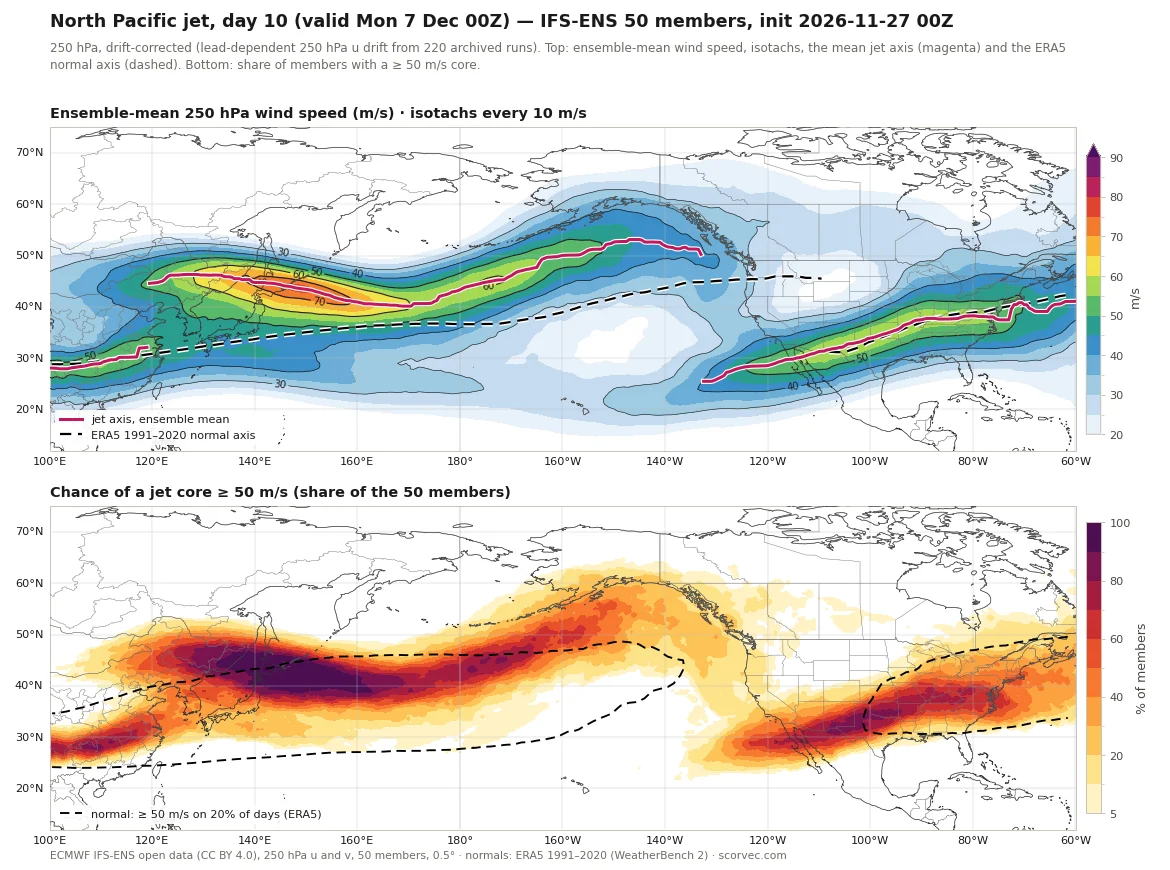 North Pacific jet, day 10 (valid Mon 7 Dec 00Z) — IFS-ENS 50 members, init 2026-11-27 00Z
250 hPa, drift-corrected (lead-dependent 250 hPa u drift from 220 archived runs). Top: ensemble-mean wind speed, isotachs, the mean jet axis (magenta) and the ERA5
normal axis (dashed). Bottom: share of members with a ≥ 50 m/s core.
Ensemble-mean 250 hPa wind speed (m/s) · isotachs every 10 m/s
70°N
60°N
50°N
40°N
30°N
20°N
30
60
50
40
70
60
50
30
50
40
jet axis, ensemble mean
ERA5 1991–2020 normal axis
100°E 120°E 140°E 160°E 180° 160°W 140°W 120°W 100°W 80°W 60°W
90
80
70
60
50
40
30
20
m/s
Chance of a jet core ≥ 50 m/s (share of the 50 members)
70°N
60°N
50°N
40°N
30°N
20°N
normal: ≥ 50 m/s on 20% of days (ERA5)
100°E 120°E 140°E 160°E 180° 160°W 140°W 120°W 100°W 80°W 60°W
100
80
60
40
20
5
% of members
ECMWF IFS-ENS open data (CC BY 4.0), 250 hPa u and v, 50 members, 0.5° · normals: ERA5 1991–2020 (WeatherBench 2) · scorvec.com